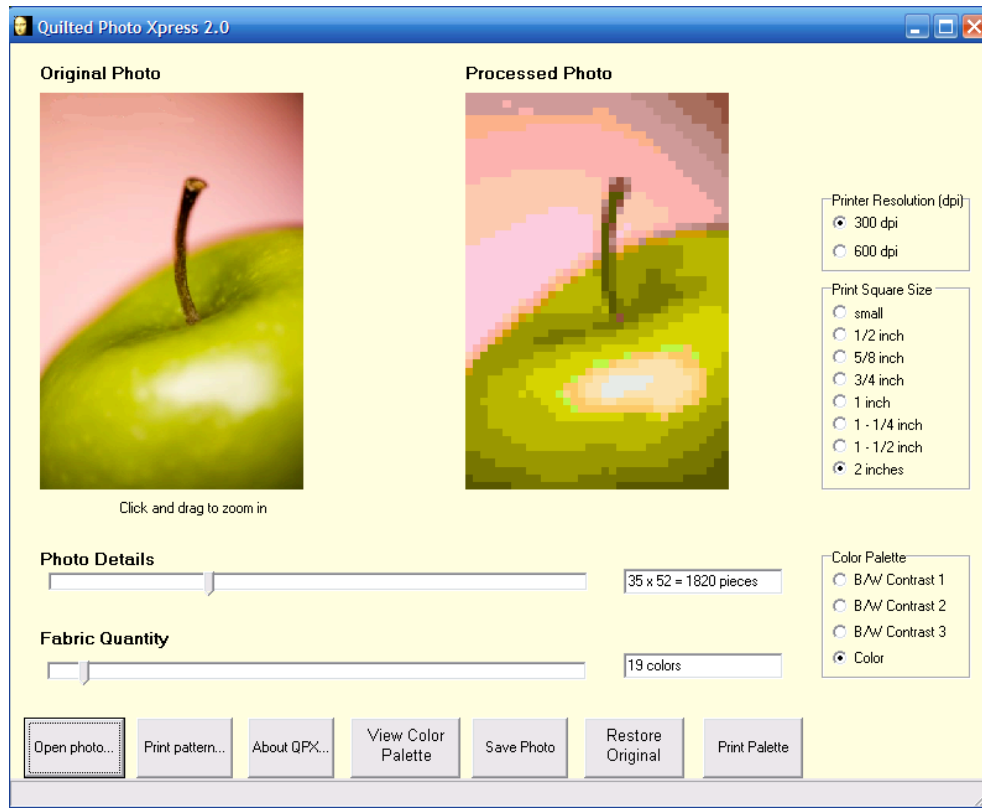 Quilted Photo Xpress 2.0
Original Photo
Processed Photo
Click and drag to zoom in
Printer Resolution (dpi)
300 dpi
600 dpi
Print Square Size
small
1/2 inch
5/8 inch
3/4 inch
1 inch
1 - 1/4 inch
1 - 1/2 inch
2 inches
Photo Details
35 x 52 = 1820 pieces
Fabric Quantity
19 colors
Color Palette
B/W Contrast 1
B/W Contrast 2
B/W Contrast 3
Color
Open photo...
Print pattern...
About QPX...
View Color
Palette
Save Photo
Restore
Original
Print Palette